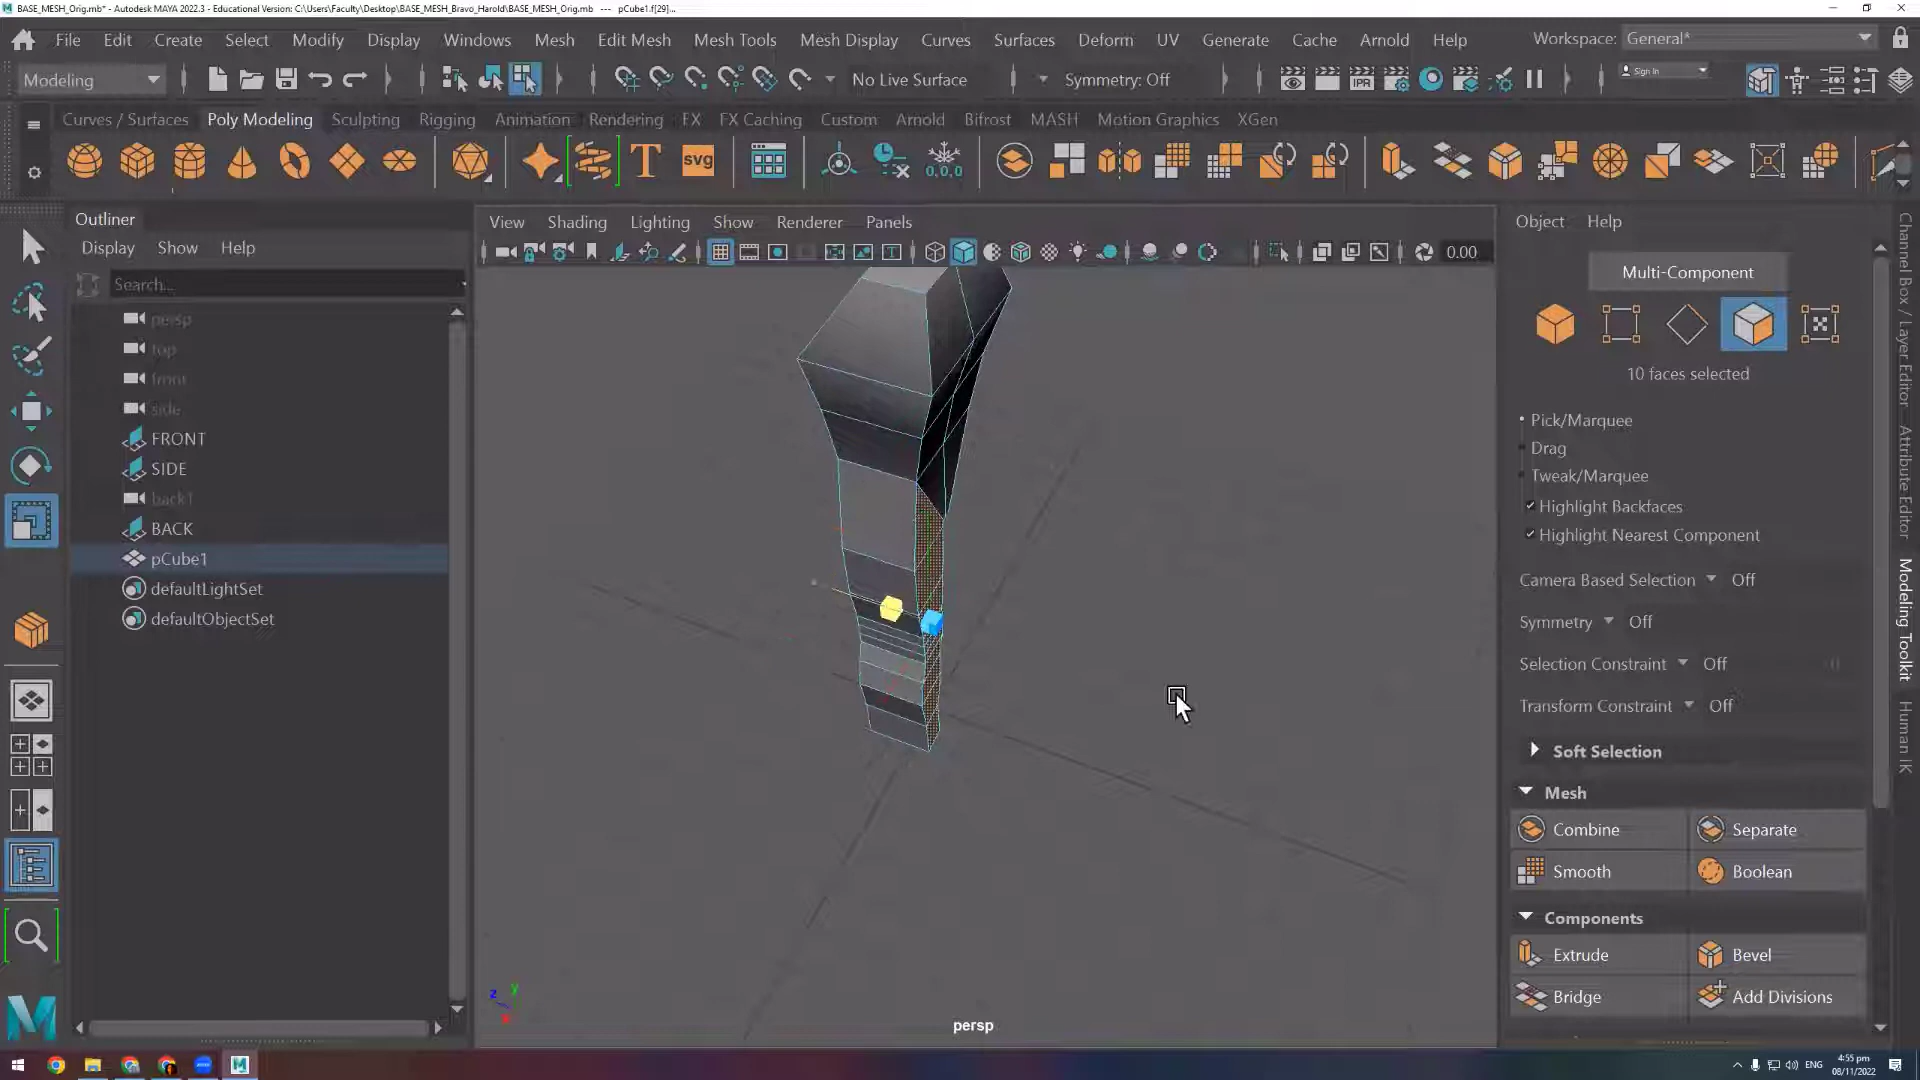 BASE_MESH_Orig.mb* - Autodesk MAYA 2022.3 - Educational Version: C:\Users\Faculty\Desktop\BASE_MESH_Bravo_Harold\BASE_MESH_Orig.mb --- pCube1.f[29]...
File Edit Create Select Modify Display Windows Mesh Edit Mesh Mesh Tools Mesh Display Curves Surfaces Deform UV Generate Cache Arnold Help Workspace: General*
Modeling No Live Surface Symmetry: Off IPR Sign In
Curves / Surfaces Poly Modeling Sculpting Rigging Animation Rendering FX FX Caching Custom Arnold Bifrost MASH Motion Graphics XGen
T svg 0,0,0
Outliner
Display Show Help
Search...
persp
top
front
side
FRONT
SIDE
back1
BACK
pCube1
defaultLightSet
defaultObjectSet
View Shading Lighting Show Renderer Panels
0.00
z y
persp
Object Help
Multi-Component
10 faces selected
Pick/Marquee
Drag
Tweak/Marquee
Highlight Backfaces
Highlight Nearest Component
Camera Based Selection Off
Symmetry Off
Selection Constraint Off
Transform Constraint Off
Soft Selection
Mesh
Combine Separate
Smooth Boolean
Components
Extrude Bevel
Bridge Add Divisions
Channel Box / Layer Editor
Attribute Editor
Modeling Toolkit
Human IK
M
ENG
4:55 pm
08/11/2022